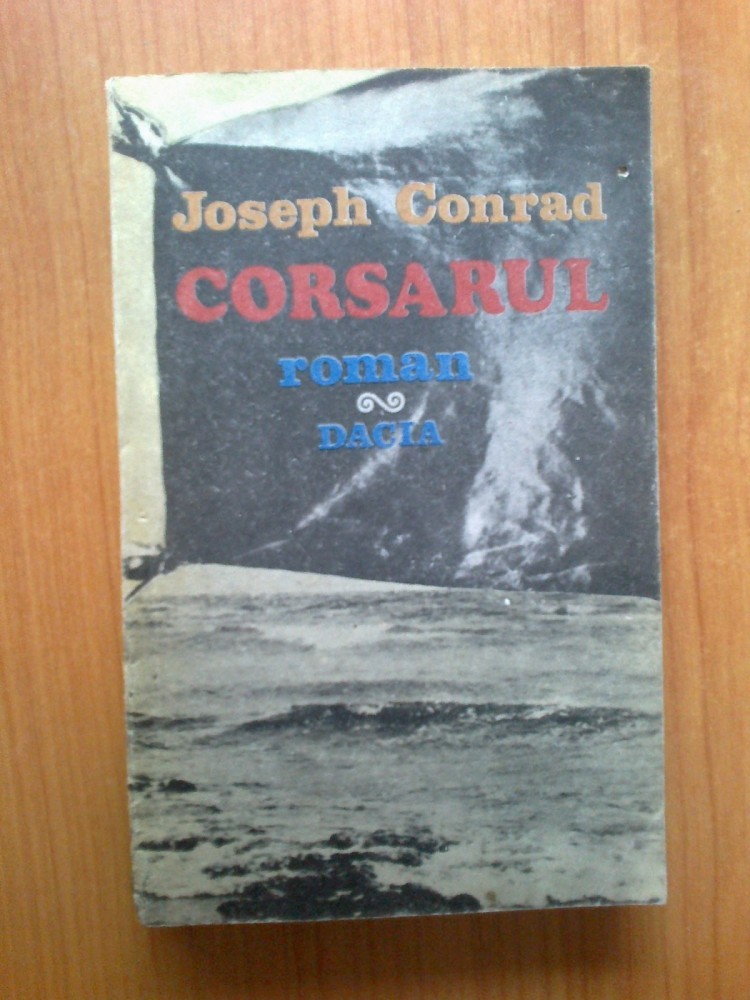 Joseph Conrad
CORSARUL
roman
DACIA